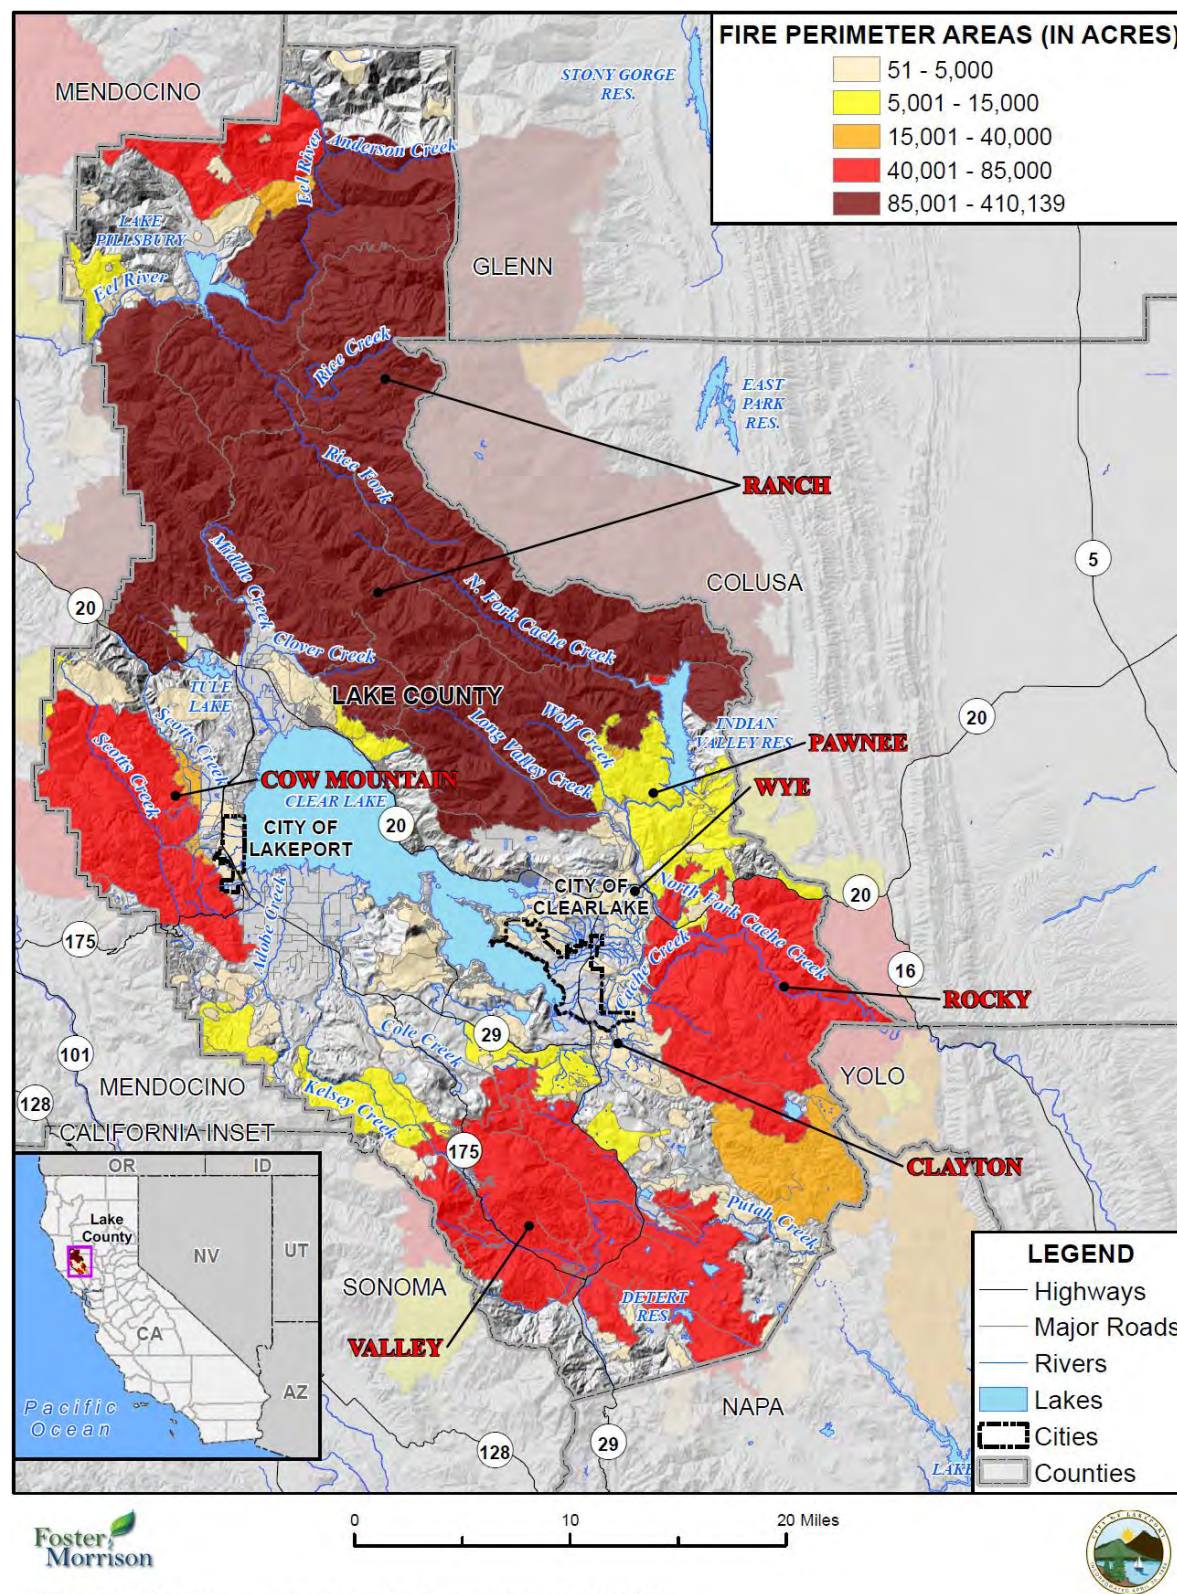 FIRE PERIMETER AREAS (IN ACRES)
51 - 5,000
5,001 - 15,000
15,001 - 40,000
40,001 - 85,000
85,001 - 410,139
MENDOCINO
STONY GORGE
RES.
Anderson Creek
Eel River
LAKE
PILLSBURY
Eel River
GLENN
Rice Creek
EAST
PARK
RES.
Rice Fork
RANCH
5
COLUSA
20
Middle Creek
N. Fork Cache Creek
Clover Creek
TULE
LAKE
LAKE COUNTY
Scotts Creek
Scotts Creek
Wolf Creek
Long Valley Creek
INDIAN
VALLEY RES.
20
PAWNEE
WYE
COW MOUNTAIN
CLEAR LAKE
20
CITY OF
LAKEPORT
CITY OF
CLEARLAKE
20
North Fork Cache Creek
175
Adobe Creek
Cache Creek
16
ROCKY
29
Cole Creek
101
MENDOCINO
Kelsey Creek
YOLO
128
CALIFORNIA INSET
175
CLAYTON
OR
ID
Lake
County
NV
UT
CA
AZ
Pacific
Ocean
Putah Creek
SONOMA
DETERT
RES.
VALLEY
NAPA
128
29
LAKE
LEGEND
Highways
Major Roads
Rivers
Lakes
Cities
Counties
Foster
Morrison
0
10
20 Miles
CITY OF LAKEPORT